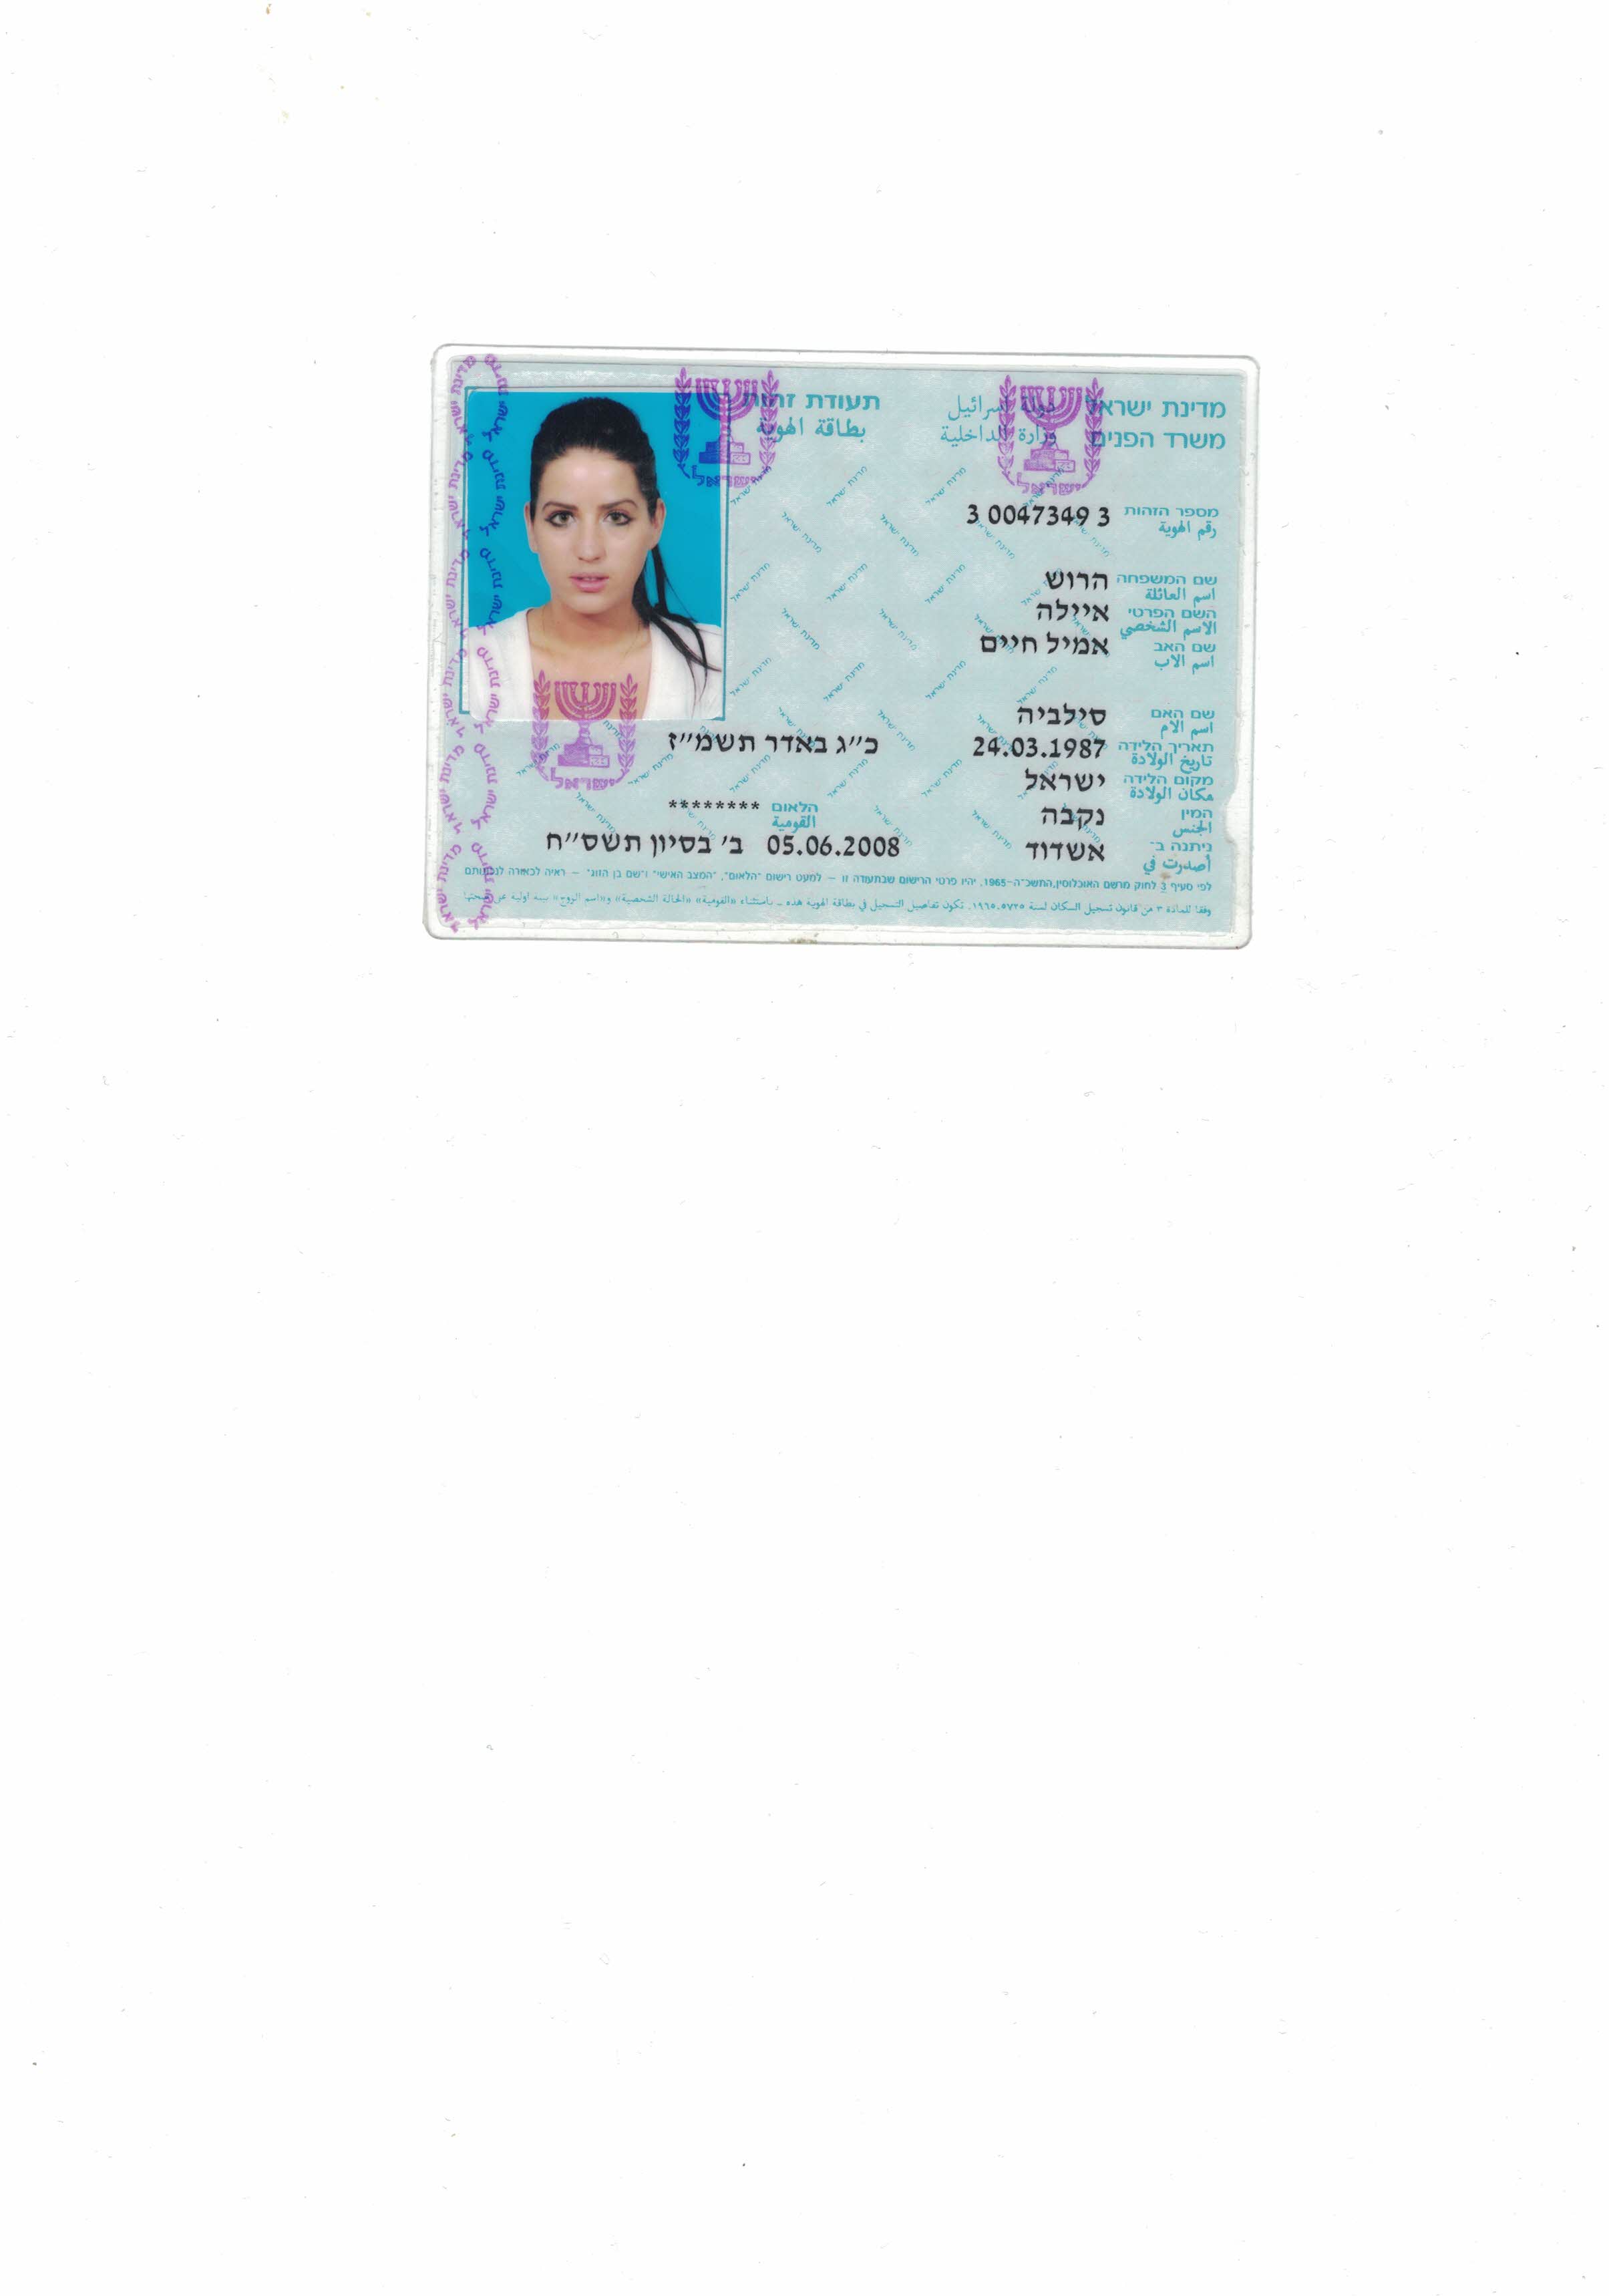 מדינת ישראל دولة اسرائيل תעודת זהות
משרד הפנים وزارة الداخلية بطاقة الهوية
ישראל ישראל
מספר הזהות 3 0047349 3
رقم الهوية
שם המשפחה הרוש
اسم العائلة
השם הפרטי איילה
الاسم الشخصي
שם האב אמיל חיים
اسم الاب
שם האם סילביה
اسم الام
תאריך הלידה 24.03.1987 כ״ג באדר תשמ״ז
تاريخ الولادة
מקום הלידה ישראל
مكان الولادة
ישראל
המין נקבה הלאום ********
الجنس القومية
ניתנה ב- אשדוד 05.06.2008 ב׳ בסיון תשס״ח
أصدرت في
לפי סעיף 3 לחוק מרשם האוכלוסין,התשכ״ה-1965, יהיו פרטי הרישום שבתעודה זו – למעט רישום "הלאום", "המצב האישי" ו"שם בן הזוג" – ראיה לכאורה לנכונותם
وفقا للمادة ٣ من قانون تسجيل السكان لسنة ٥٧٢٥،١٩٦٥، تكون تفاصيل التسجيل في بطاقة الهوية هذه – باستثناء «القومية» «الحالة الشخصية» و«اسم الزوج» بينه اولية على صحتها